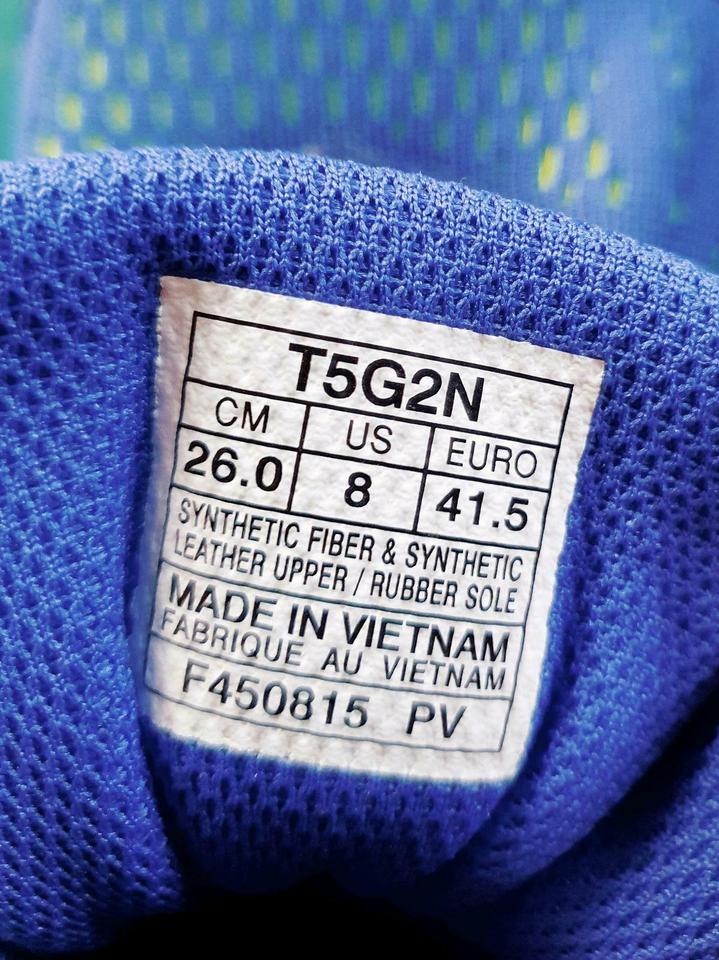 T5G2N
CM US EURO
26.0 8 41.5
SYNTHETIC FIBER & SYNTHETIC
LEATHER UPPER / RUBBER SOLE
MADE IN VIETNAM
FABRIQUE AU VIETNAM
F450815 PV